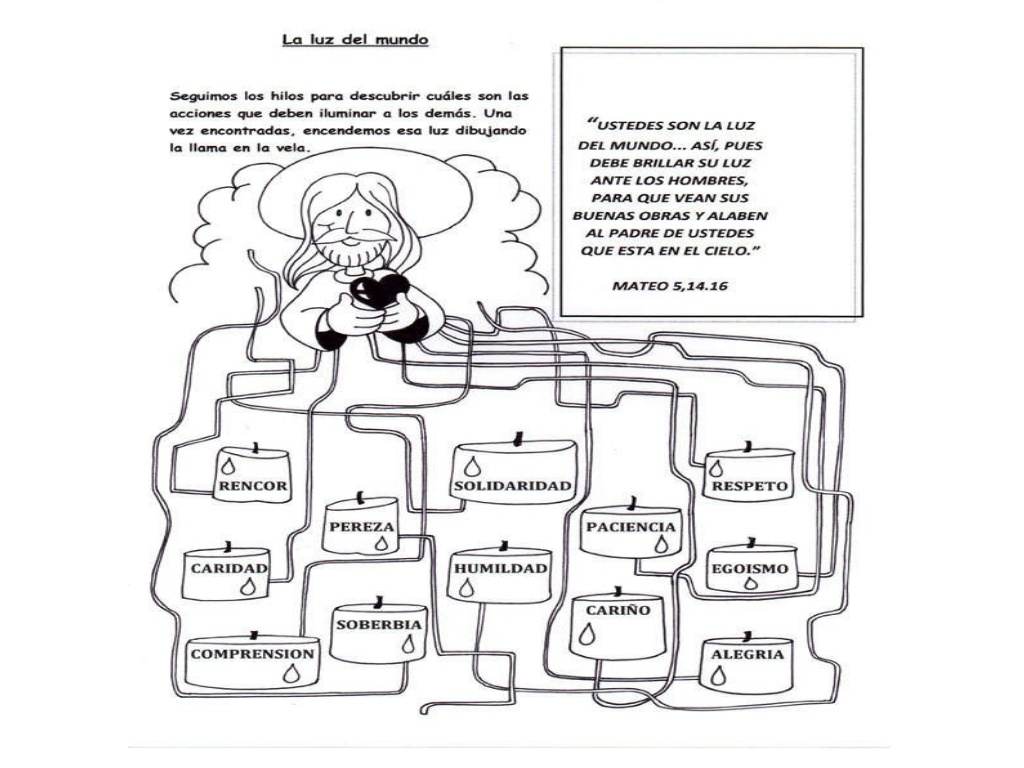 La luz del mundo
Seguimos los hilos para descubrir cuáles son las
acciones que deben iluminar a los demás. Una
vez encontradas, encendemos esa luz dibujando
la llama en la vela.
“USTEDES SON LA LUZ
DEL MUNDO... ASÍ, PUES
DEBE BRILLAR SU LUZ
ANTE LOS HOMBRES,
PARA QUE VEAN SUS
BUENAS OBRAS Y ALABEN
AL PADRE DE USTEDES
QUE ESTA EN EL CIELO.”
MATEO 5,14.16
RENCOR
SOLIDARIDAD
RESPETO
PEREZA
PACIENCIA
CARIDAD
HUMILDAD
EGOISMO
SOBERBIA
CARIÑO
COMPRENSION
ALEGRIA